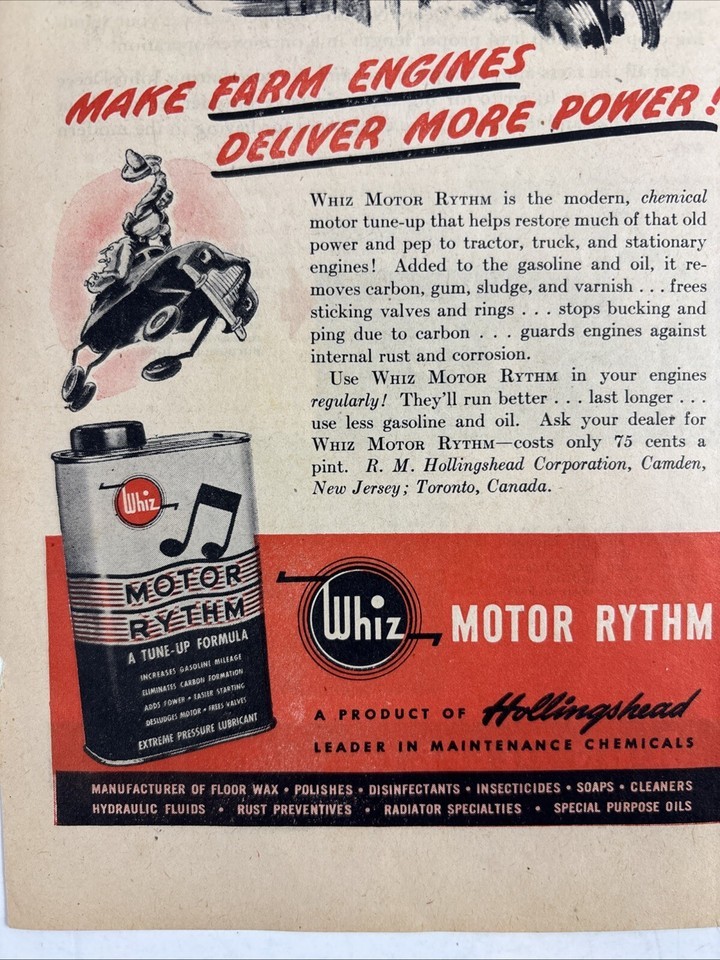 MAKE FARM ENGINES
DELIVER MORE POWER!
WHIZ MOTOR RYTHM is the modern, chemical
motor tune-up that helps restore much of that old
power and pep to tractor, truck, and stationary
engines! Added to the gasoline and oil, it re-
moves carbon, gum, sludge, and varnish . . . frees
sticking valves and rings . . . stops bucking and
ping due to carbon . . . guards engines against
internal rust and corrosion.
Use WHIZ MOTOR RYTHM in your engines
regularly! They'll run better . . . last longer . . .
use less gasoline and oil. Ask your dealer for
WHIZ MOTOR RYTHM—costs only 75 cents a
pint. R. M. Hollingshead Corporation, Camden,
New Jersey; Toronto, Canada.
Whiz
MOTOR
RYTHM
A TUNE-UP FORMULA
INCREASES GASOLINE MILEAGE
ELIMINATES CARBON FORMATION
ADDS POWER • EASIER STARTING
DESLUDGES MOTOR • FREES VALVES
EXTREME PRESSURE LUBRICANT
Whiz MOTOR RYTHM
A PRODUCT OF Hollingshead
LEADER IN MAINTENANCE CHEMICALS
MANUFACTURER OF FLOOR WAX • POLISHES • DISINFECTANTS • INSECTICIDES • SOAPS • CLEANERS
HYDRAULIC FLUIDS • RUST PREVENTIVES • RADIATOR SPECIALTIES • SPECIAL PURPOSE OILS